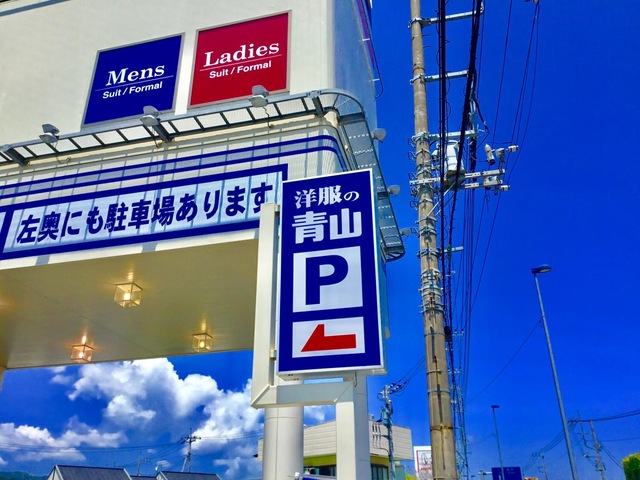 Mens
Suit / Formal
Ladies
Suit / Formal
左奥にも駐車場あります
洋服の
青山
P